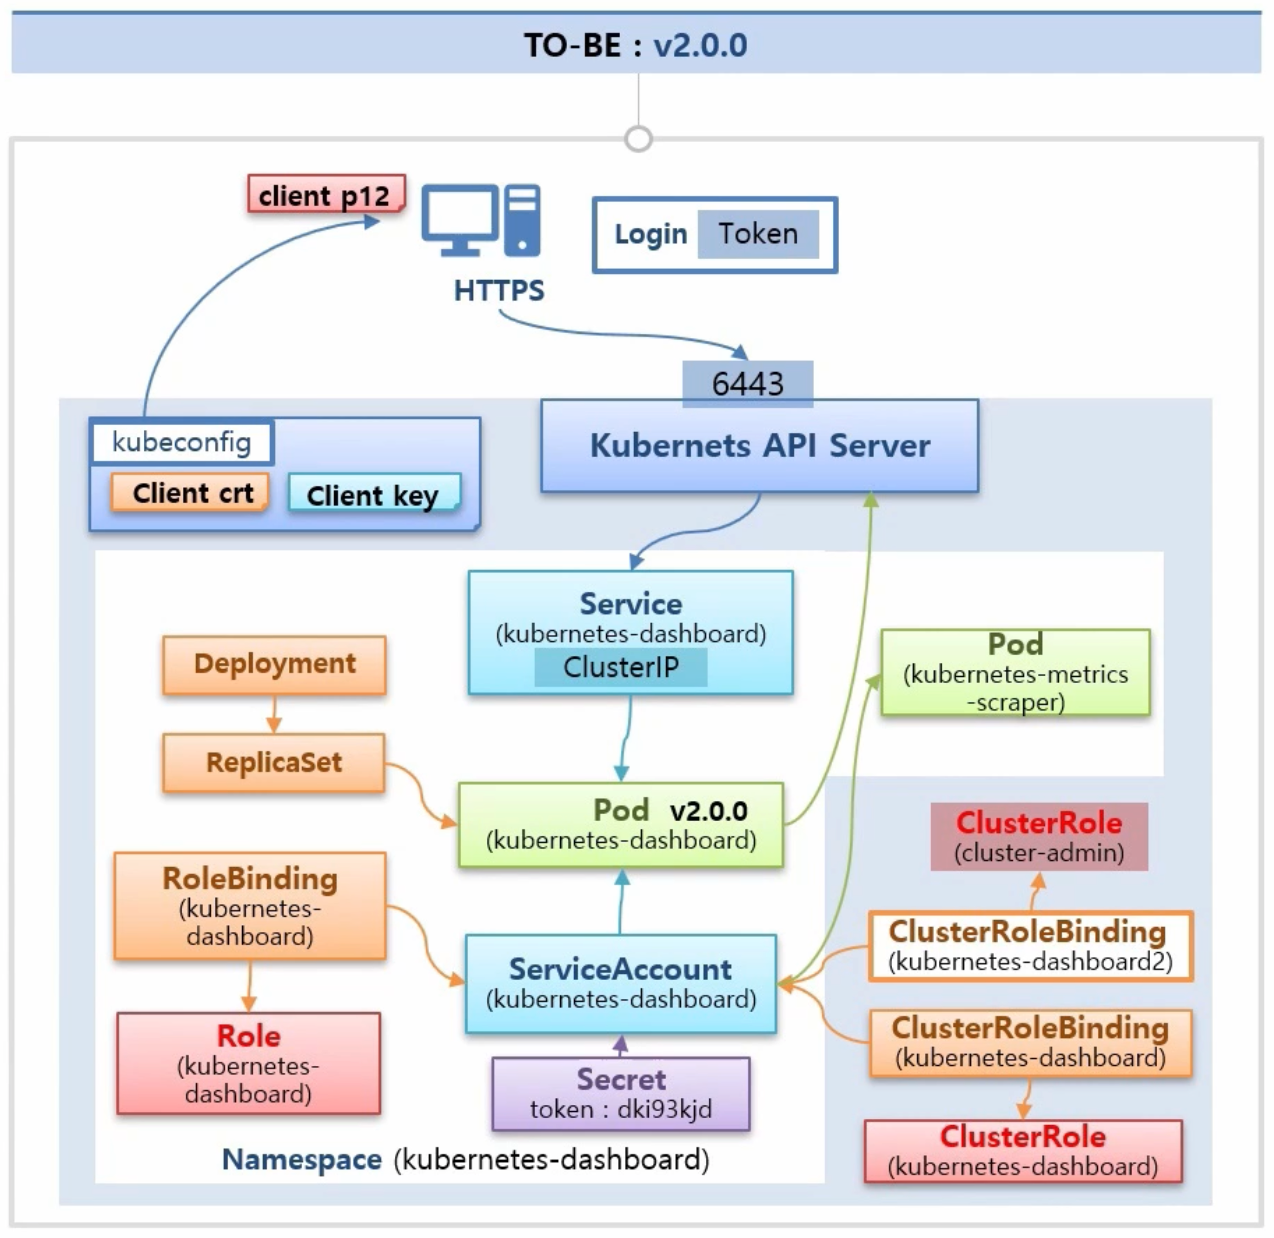 TO-BE : v2.0.0
client p12
Login Token
HTTPS
6443
kubeconfig
Client crt
Client key
Kubernets API Server
Service
(kubernetes-dashboard)
ClusterIP
Deployment
ReplicaSet
Pod
(kubernetes-metrics
-scraper)
Pod v2.0.0
(kubernetes-dashboard)
ClusterRole
(cluster-admin)
RoleBinding
(kubernetes-
dashboard)
ServiceAccount
(kubernetes-dashboard)
ClusterRoleBinding
(kubernetes-dashboard2)
ClusterRoleBinding
(kubernetes-dashboard)
Role
(kubernetes-
dashboard)
Secret
token : dki93kjd
ClusterRole
(kubernetes-dashboard)
Namespace (kubernetes-dashboard)